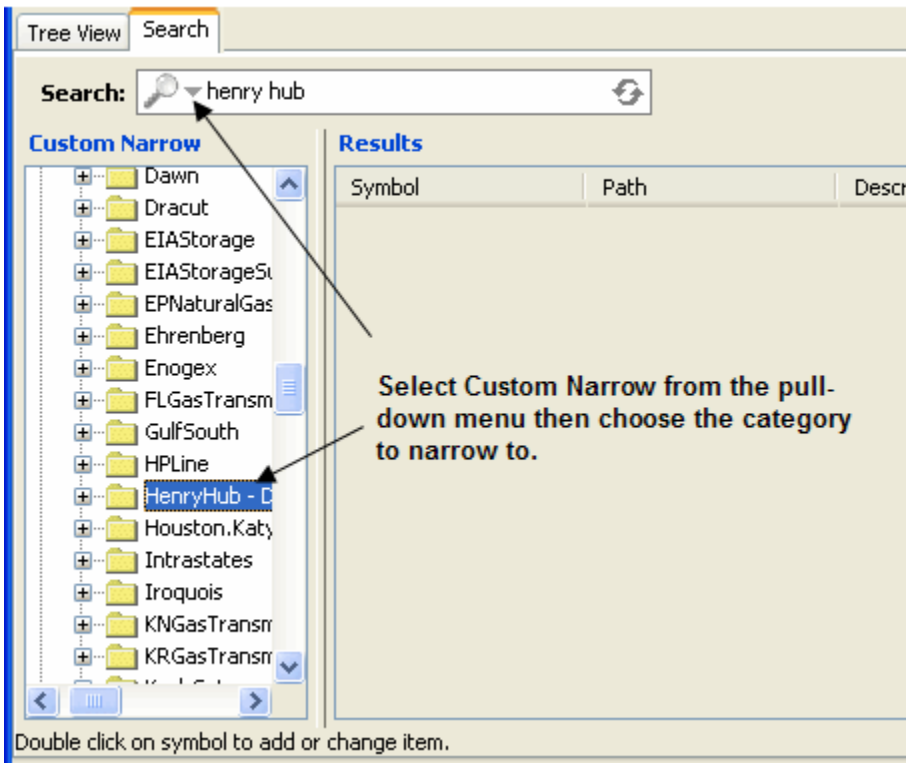 Tree View Search
Search: henry hub
Custom Narrow
Results
Dawn
Symbol Path Descr
Dracut
EIAStorage
EIAStorageSu
EPNaturalGas
Ehrenberg
Enogex
FLGasTransm
GulfSouth
HPLine
HenryHub - D
Houston.Katy
Intrastates
Iroquois
KNGasTransm
KRGasTransm
Select Custom Narrow from the pull-
down menu then choose the category
to narrow to.
Double click on symbol to add or change item.